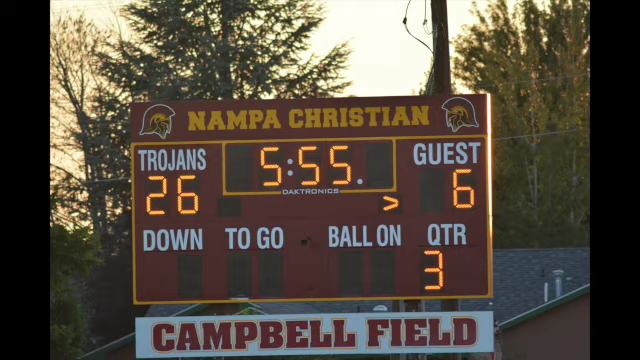 NAMPA CHRISTIAN
TROJANS 5:55. GUEST
26 DAKTRONICS > 6
DOWN TO GO BALL ON QTR
3
CAMPBELL FIELD